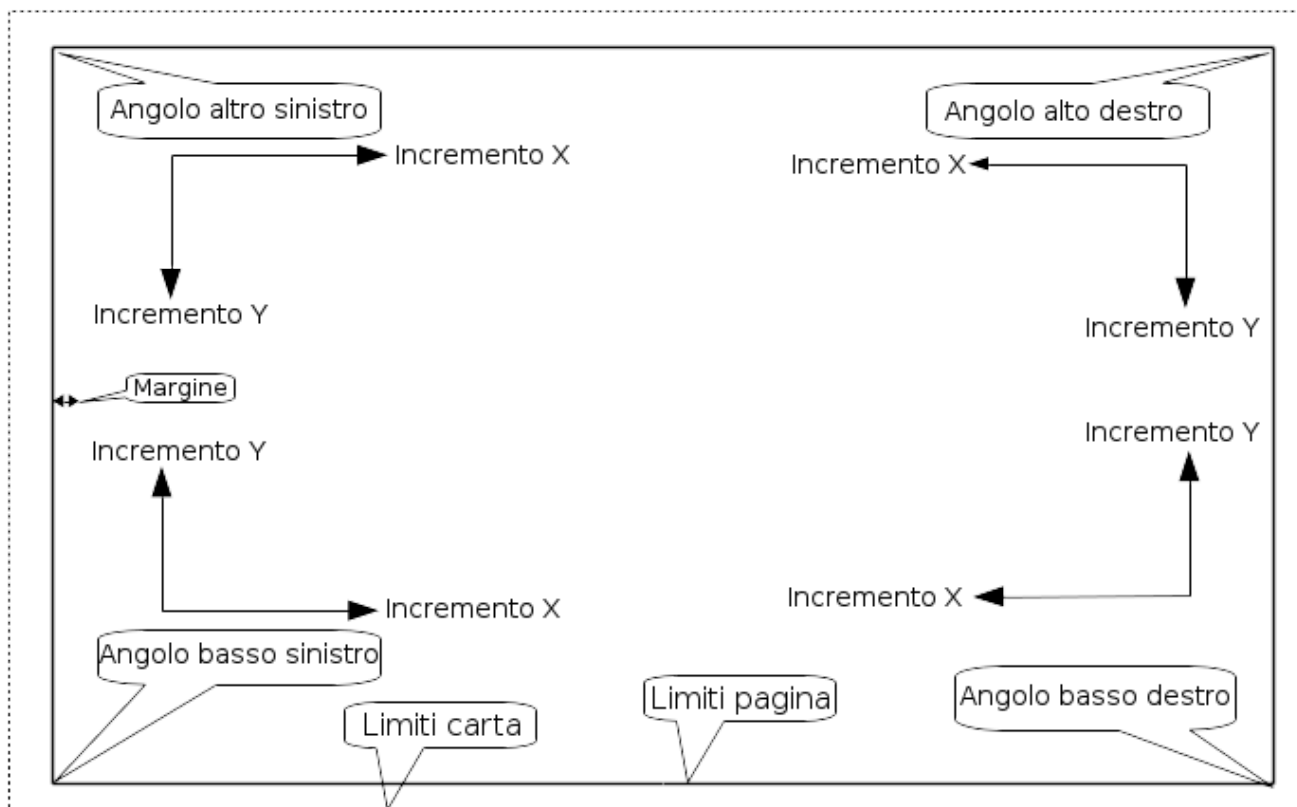 Angolo altro sinistro
Angolo alto destro
Incremento X
Incremento X
Incremento Y
Incremento Y
Margine
Incremento Y
Incremento Y
Incremento X
Incremento X
Angolo basso sinistro
Limiti pagina
Angolo basso destro
Limiti carta